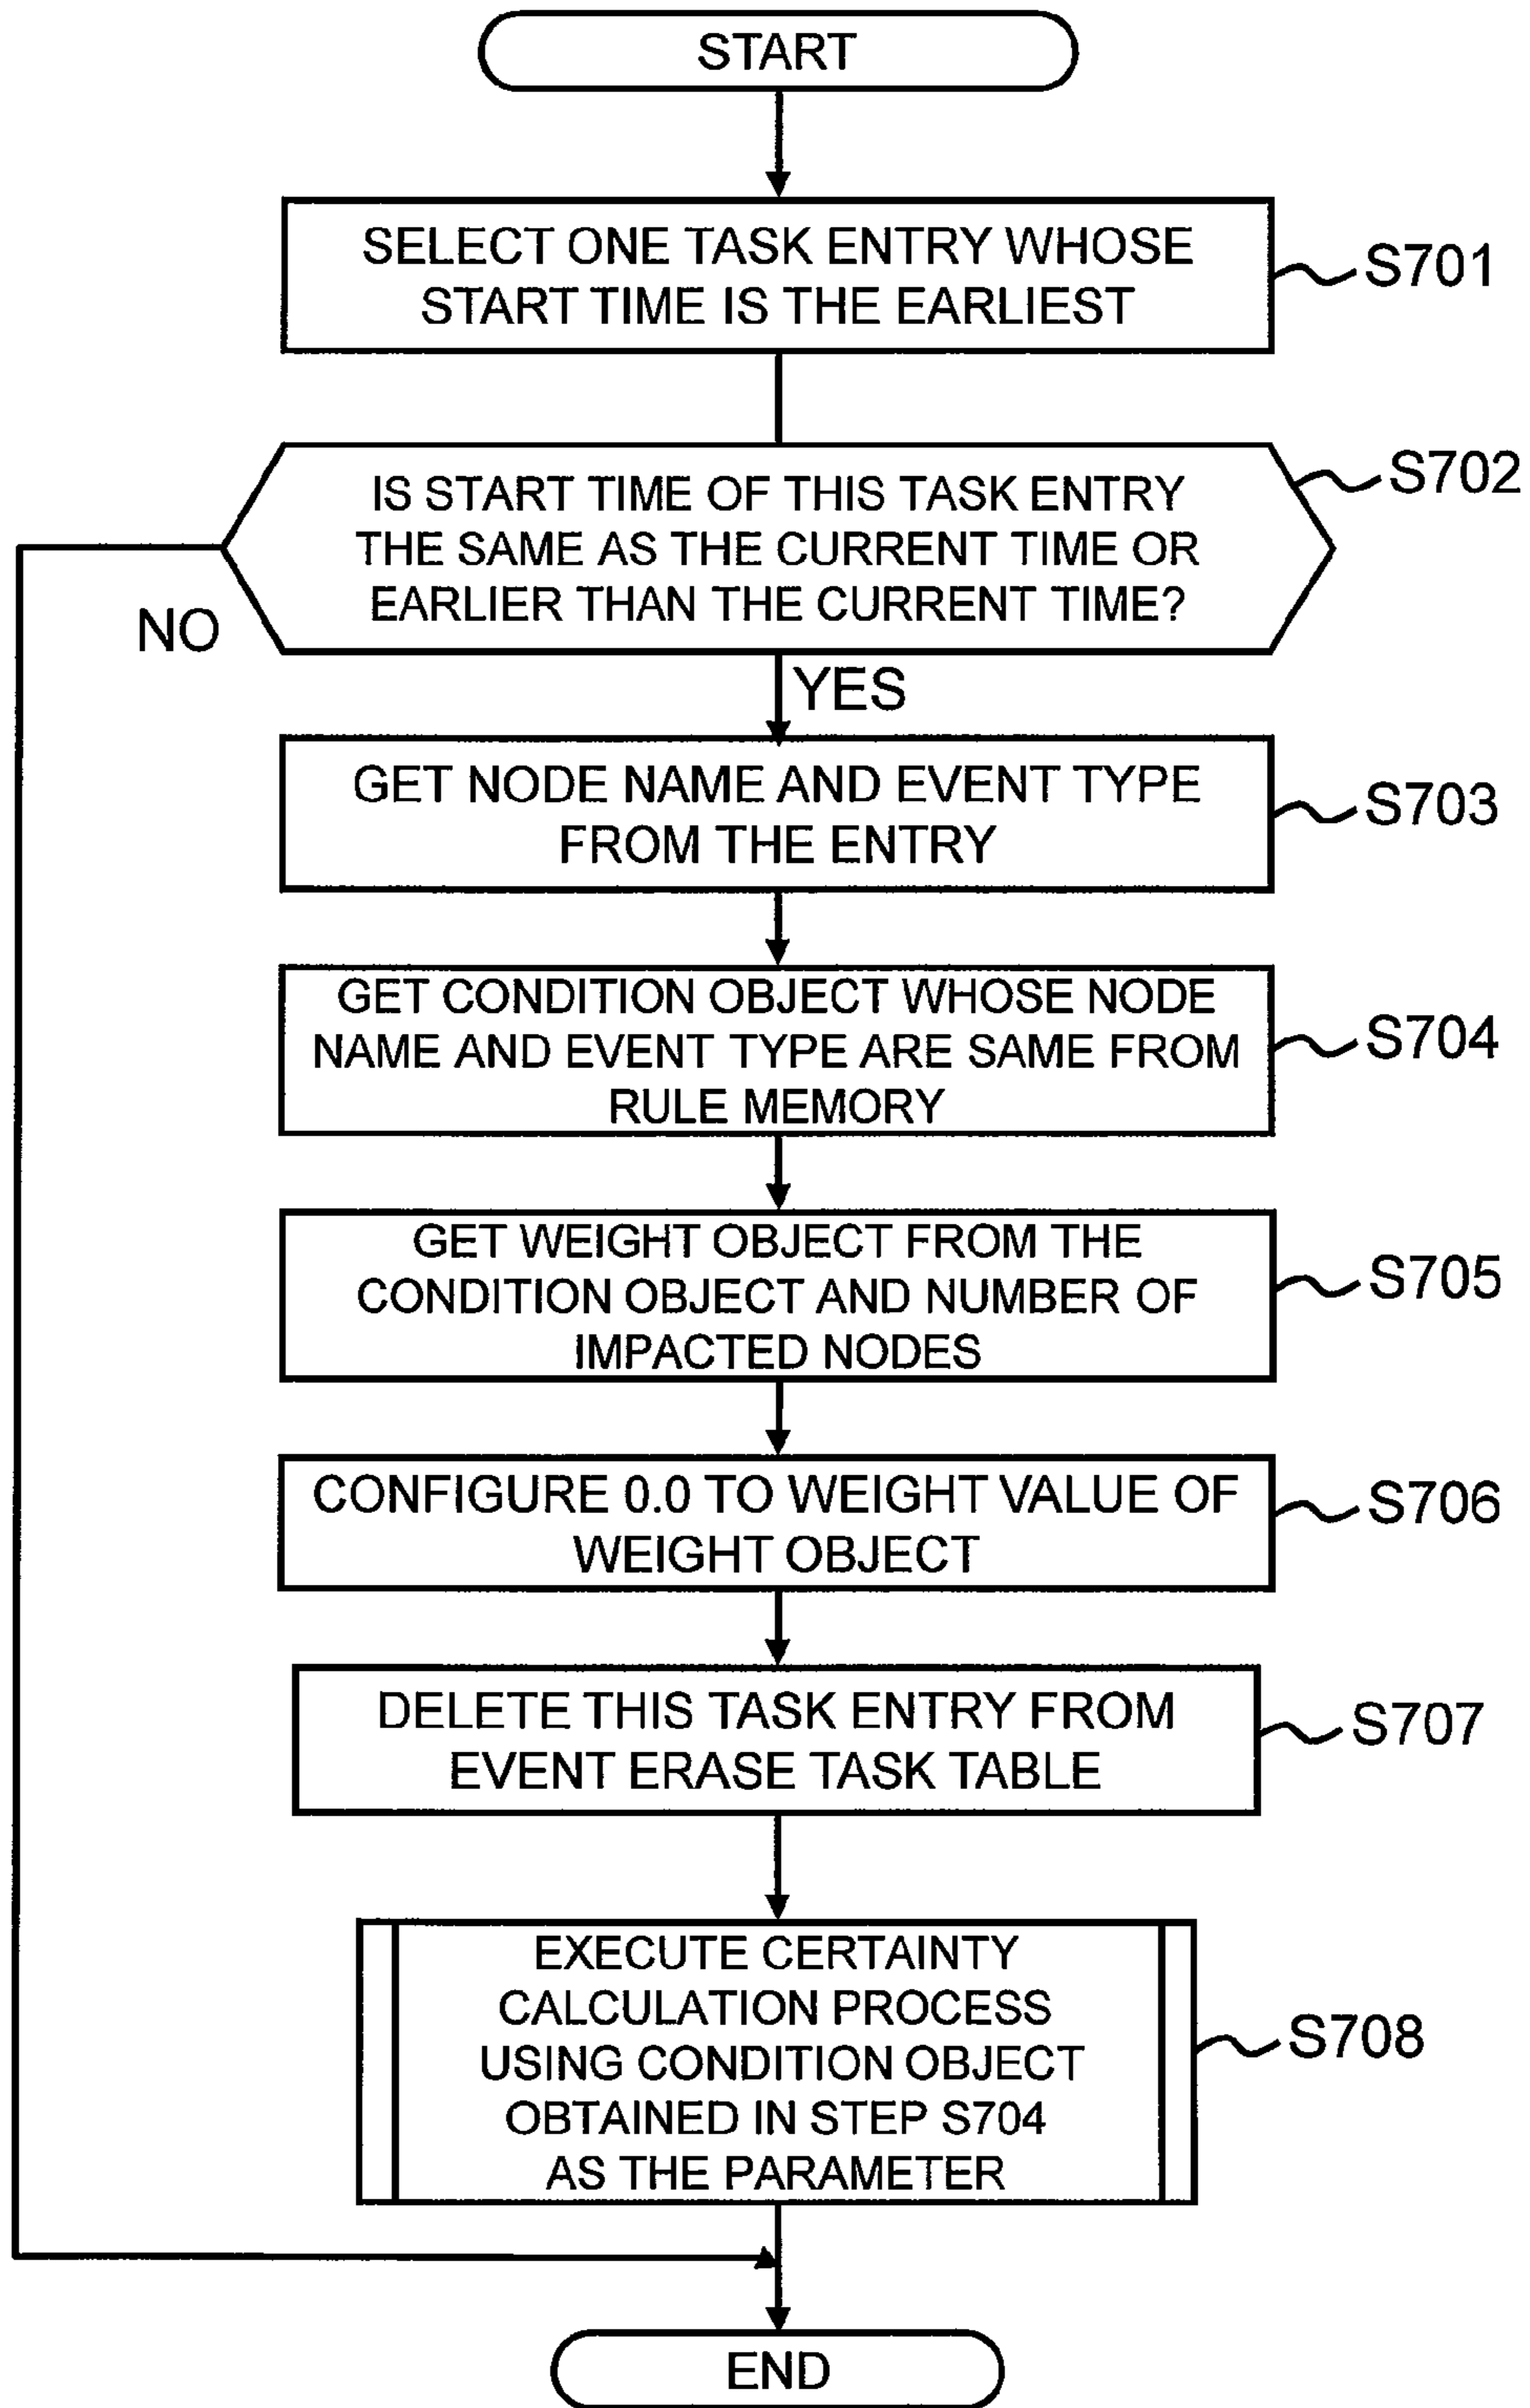 START
SELECT ONE TASK ENTRY WHOSE
START TIME IS THE EARLIEST
S701
IS START TIME OF THIS TASK ENTRY
THE SAME AS THE CURRENT TIME OR
EARLIER THAN THE CURRENT TIME?
S702
NO
YES
GET NODE NAME AND EVENT TYPE
FROM THE ENTRY
S703
GET CONDITION OBJECT WHOSE NODE
NAME AND EVENT TYPE ARE SAME FROM
RULE MEMORY
S704
GET WEIGHT OBJECT FROM THE
CONDITION OBJECT AND NUMBER OF
IMPACTED NODES
S705
CONFIGURE 0.0 TO WEIGHT VALUE OF
WEIGHT OBJECT
S706
DELETE THIS TASK ENTRY FROM
EVENT ERASE TASK TABLE
S707
EXECUTE CERTAINTY
CALCULATION PROCESS
USING CONDITION OBJECT
OBTAINED IN STEP S704
AS THE PARAMETER
S708
END